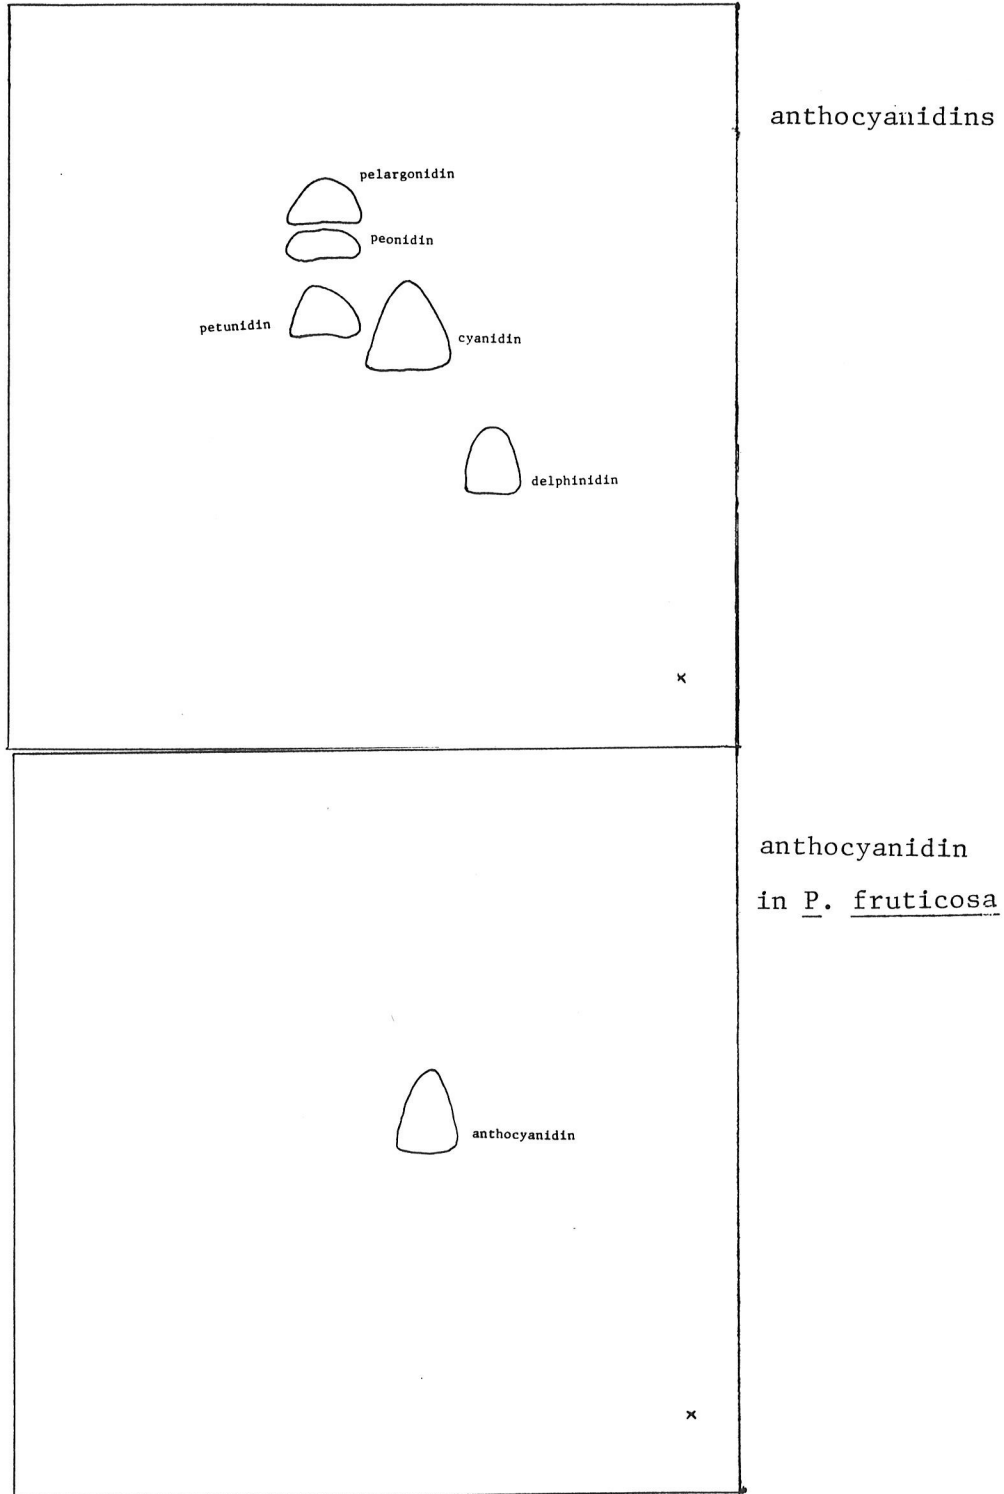 anthocyanidins
pelargonidin
peonidin
petunidin
cyanidin
delphinidin
x
anthocyanidin
in P. fruticosa
anthocyanidin
x